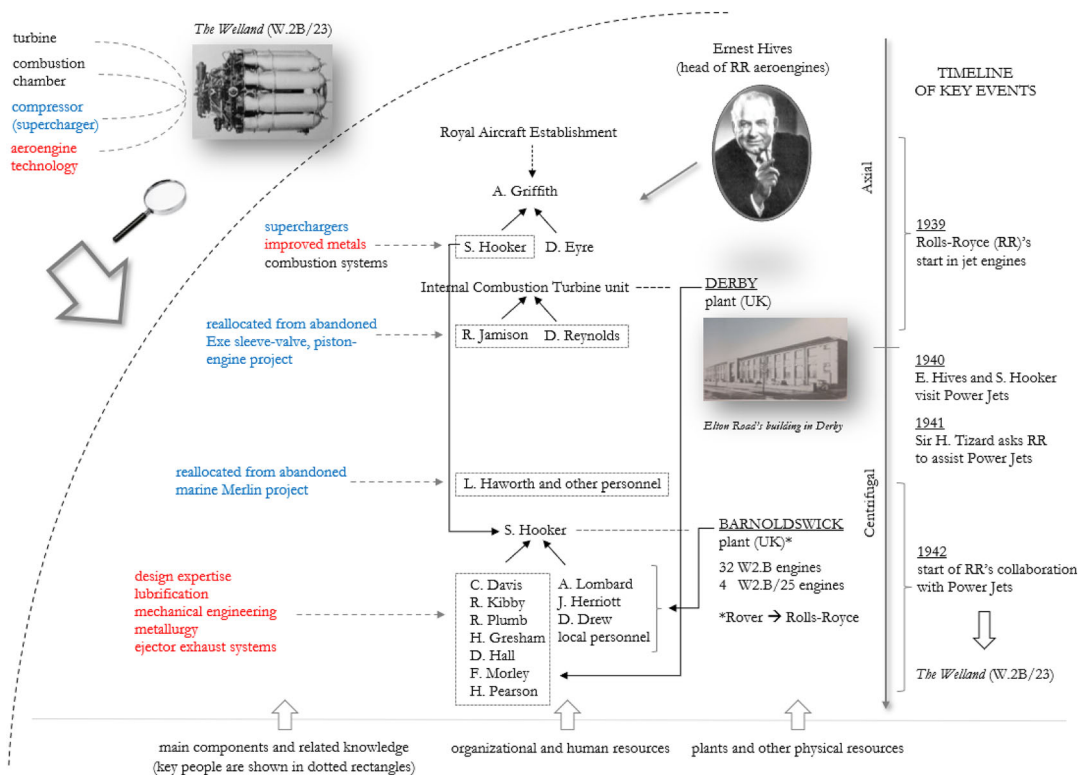 The Welland (W.2B/23)
turbine
combustion
chamber
compressor
(supercharger)
aeroengine
technology
Ernest Hives
(head of RR aeroengines)
TIMELINE
OF KEY EVENTS
Royal Aircraft Establishment
A. Griffith
superchargers
improved metals
combustion systems
S. Hooker
D. Eyre
Internal Combustion Turbine unit
DERBY
plant (UK)
reallocated from abandoned
Exe sleeve-valve, piston-
engine project
R. Jamison
D. Reynolds
Elton Road's building in Derby
Axial
1939
Rolls-Royce (RR)'s
start in jet engines
1940
E. Hives and S. Hooker
visit Power Jets
1941
Sir H. Tizard asks RR
to assist Power Jets
reallocated from abandoned
marine Merlin project
L. Haworth and other personnel
Centrifugal
S. Hooker
BARNOLDSWICK
plant (UK)*
32 W2.B engines
4 W2.B/25 engines
*Rover → Rolls-Royce
1942
start of RR's collaboration
with Power Jets
The Welland (W.2B/23)
design expertise
lubrification
mechanical engineering
metallurgy
ejector exhaust systems
C. Davis
R. Kibby
R. Plumb
H. Gresham
D. Hall
F. Morley
H. Pearson
A. Lombard
J. Herriott
D. Drew
local personnel
main components and related knowledge
(key people are shown in dotted rectangles)
organizational and human resources
plants and other physical resources